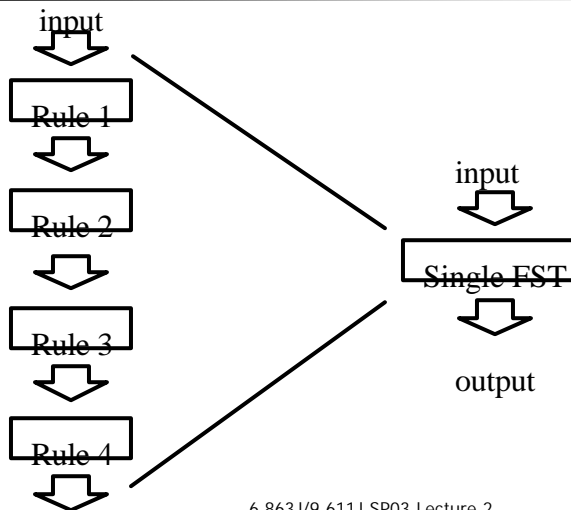 input
Rule 1
Rule 2
Rule 3
Rule 4
input
Single FST
output
6.863J/9.611J SP03 Lecture 2